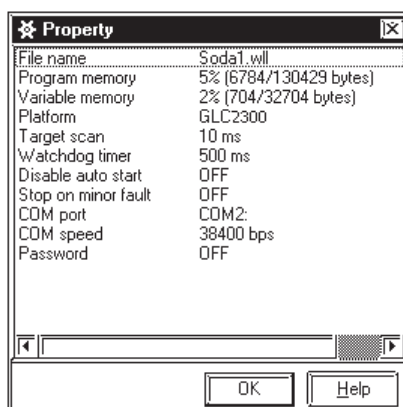 Property
File name Soda1.wll
Program memory 5% (6784/130429 bytes)
Variable memory 2% (704/32704 bytes)
Platform GLC2300
Target scan 10 ms
Watchdog timer 500 ms
Disable auto start OFF
Stop on minor fault OFF
COM port COM2:
COM speed 38400 bps
Password OFF
OK Help